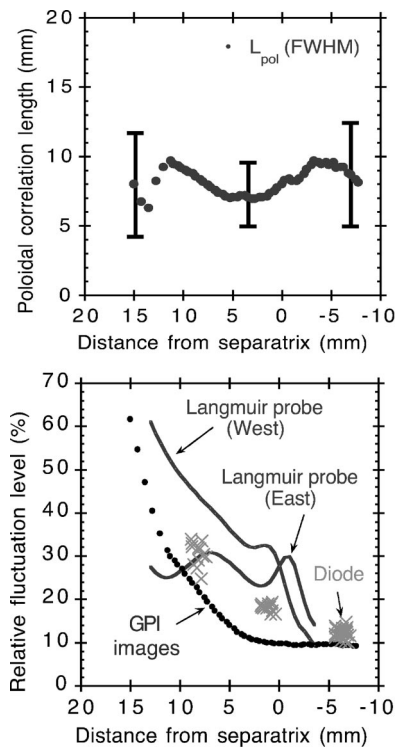 20
L_pol (FWHM)
15
10
5
0
Poloidal correlation length (mm)
20 15 10 5 0 -5 -10
Distance from separatrix (mm)
70
60
50
40
30
20
10
0
Relative fluctuation level (%)
Langmuir probe
(West)
Langmuir probe
(East)
Diode
GPI
images
20 15 10 5 0 -5 -10
Distance from separatrix (mm)